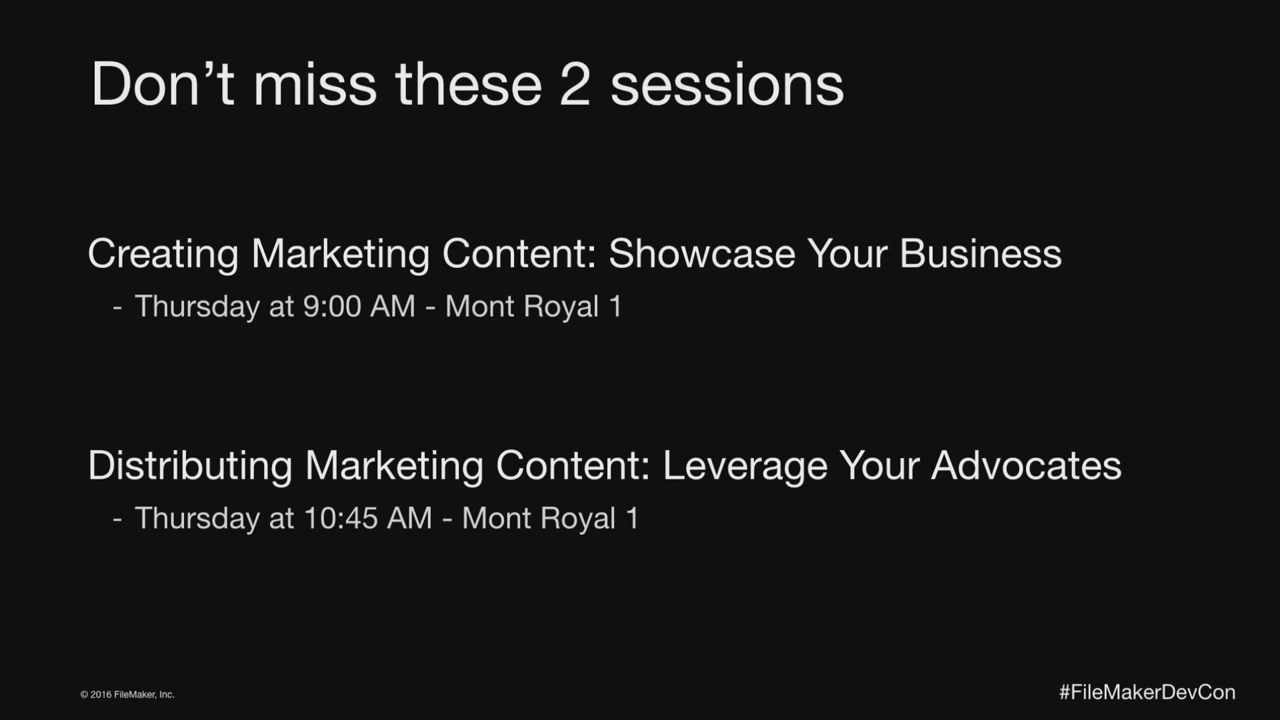 Don’t miss these 2 sessions
Creating Marketing Content: Showcase Your Business
- Thursday at 9:00 AM - Mont Royal 1
Distributing Marketing Content: Leverage Your Advocates
- Thursday at 10:45 AM - Mont Royal 1
© 2016 FileMaker, Inc.
#FileMakerDevCon